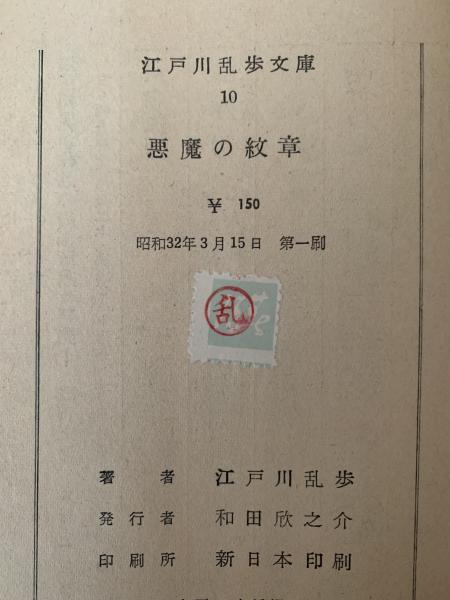 江戸川乱歩文庫
10
悪魔の紋章
¥ 150
昭和32年3月15日 第一刷
乱
著者 江戸川乱歩
発行者 和田欣之介
印刷所 新日本印刷